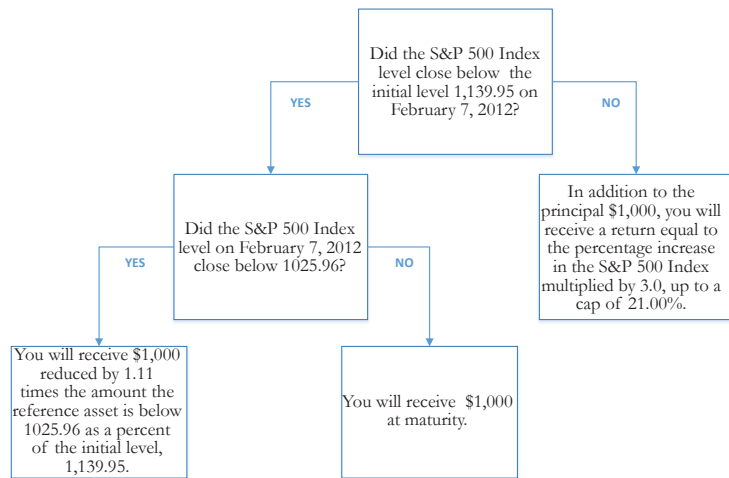 Did the S&P 500 Index
level close below the
initial level 1,139.95 on
February 7, 2012?
YES
NO
Did the S&P 500 Index
level on February 7, 2012
close below 1025.96?
In addition to the
principal $1,000, you will
receive a return equal to
the percentage increase
in the S&P 500 Index
multiplied by 3.0, up to a
cap of 21.00%.
YES
NO
You will receive $1,000
reduced by 1.11
times the amount the
reference asset is below
1025.96 as a percent
of the initial level,
1,139.95.
You will receive $1,000
at maturity.